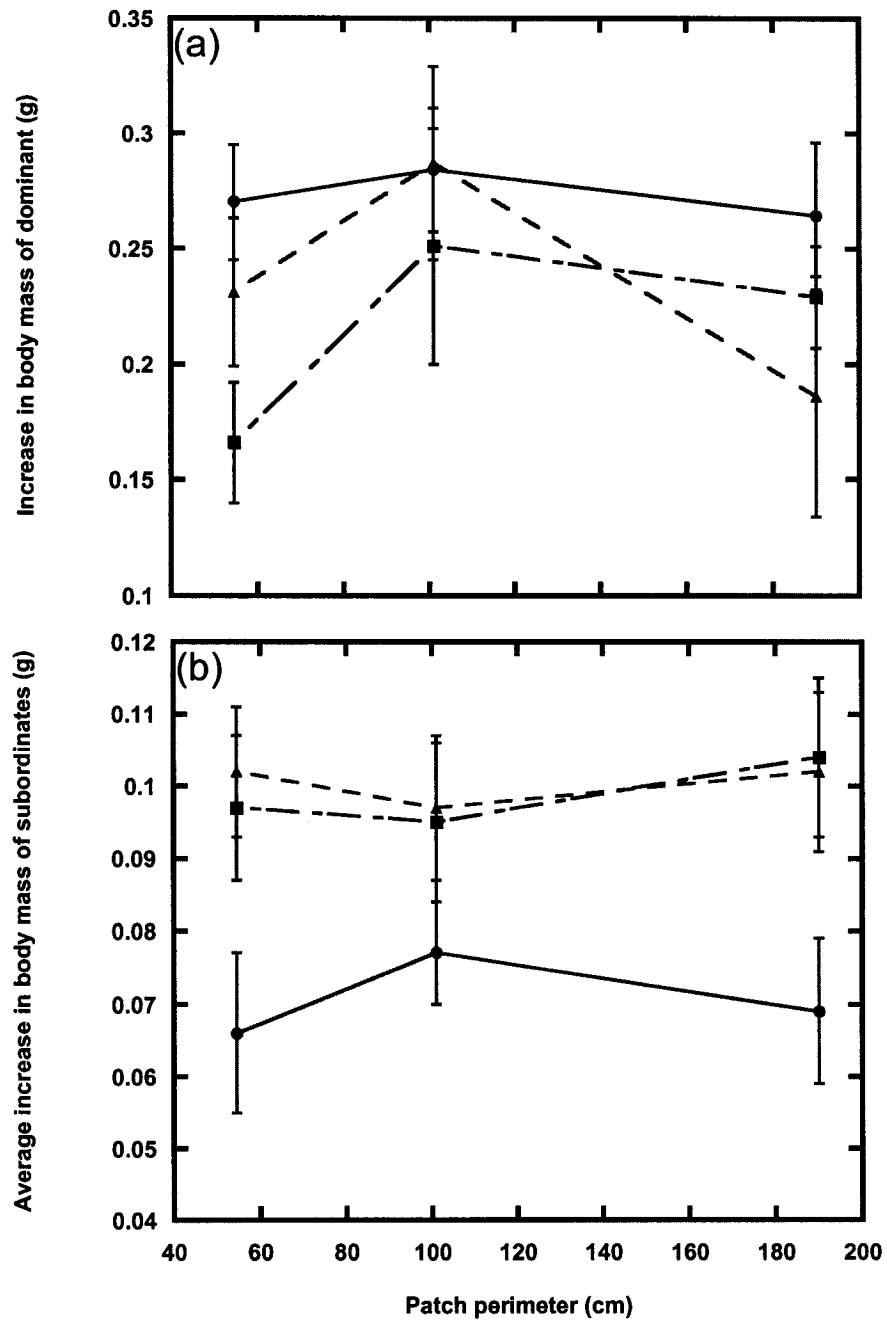 (a)
Increase in body mass of dominant (g)
0.35
0.3
0.25
0.2
0.15
0.1
(b)
Average increase in body mass of subordinates (g)
0.12
0.11
0.1
0.09
0.08
0.07
0.06
0.05
0.04
40 60 80 100 120 140 160 180 200
Patch perimeter (cm)